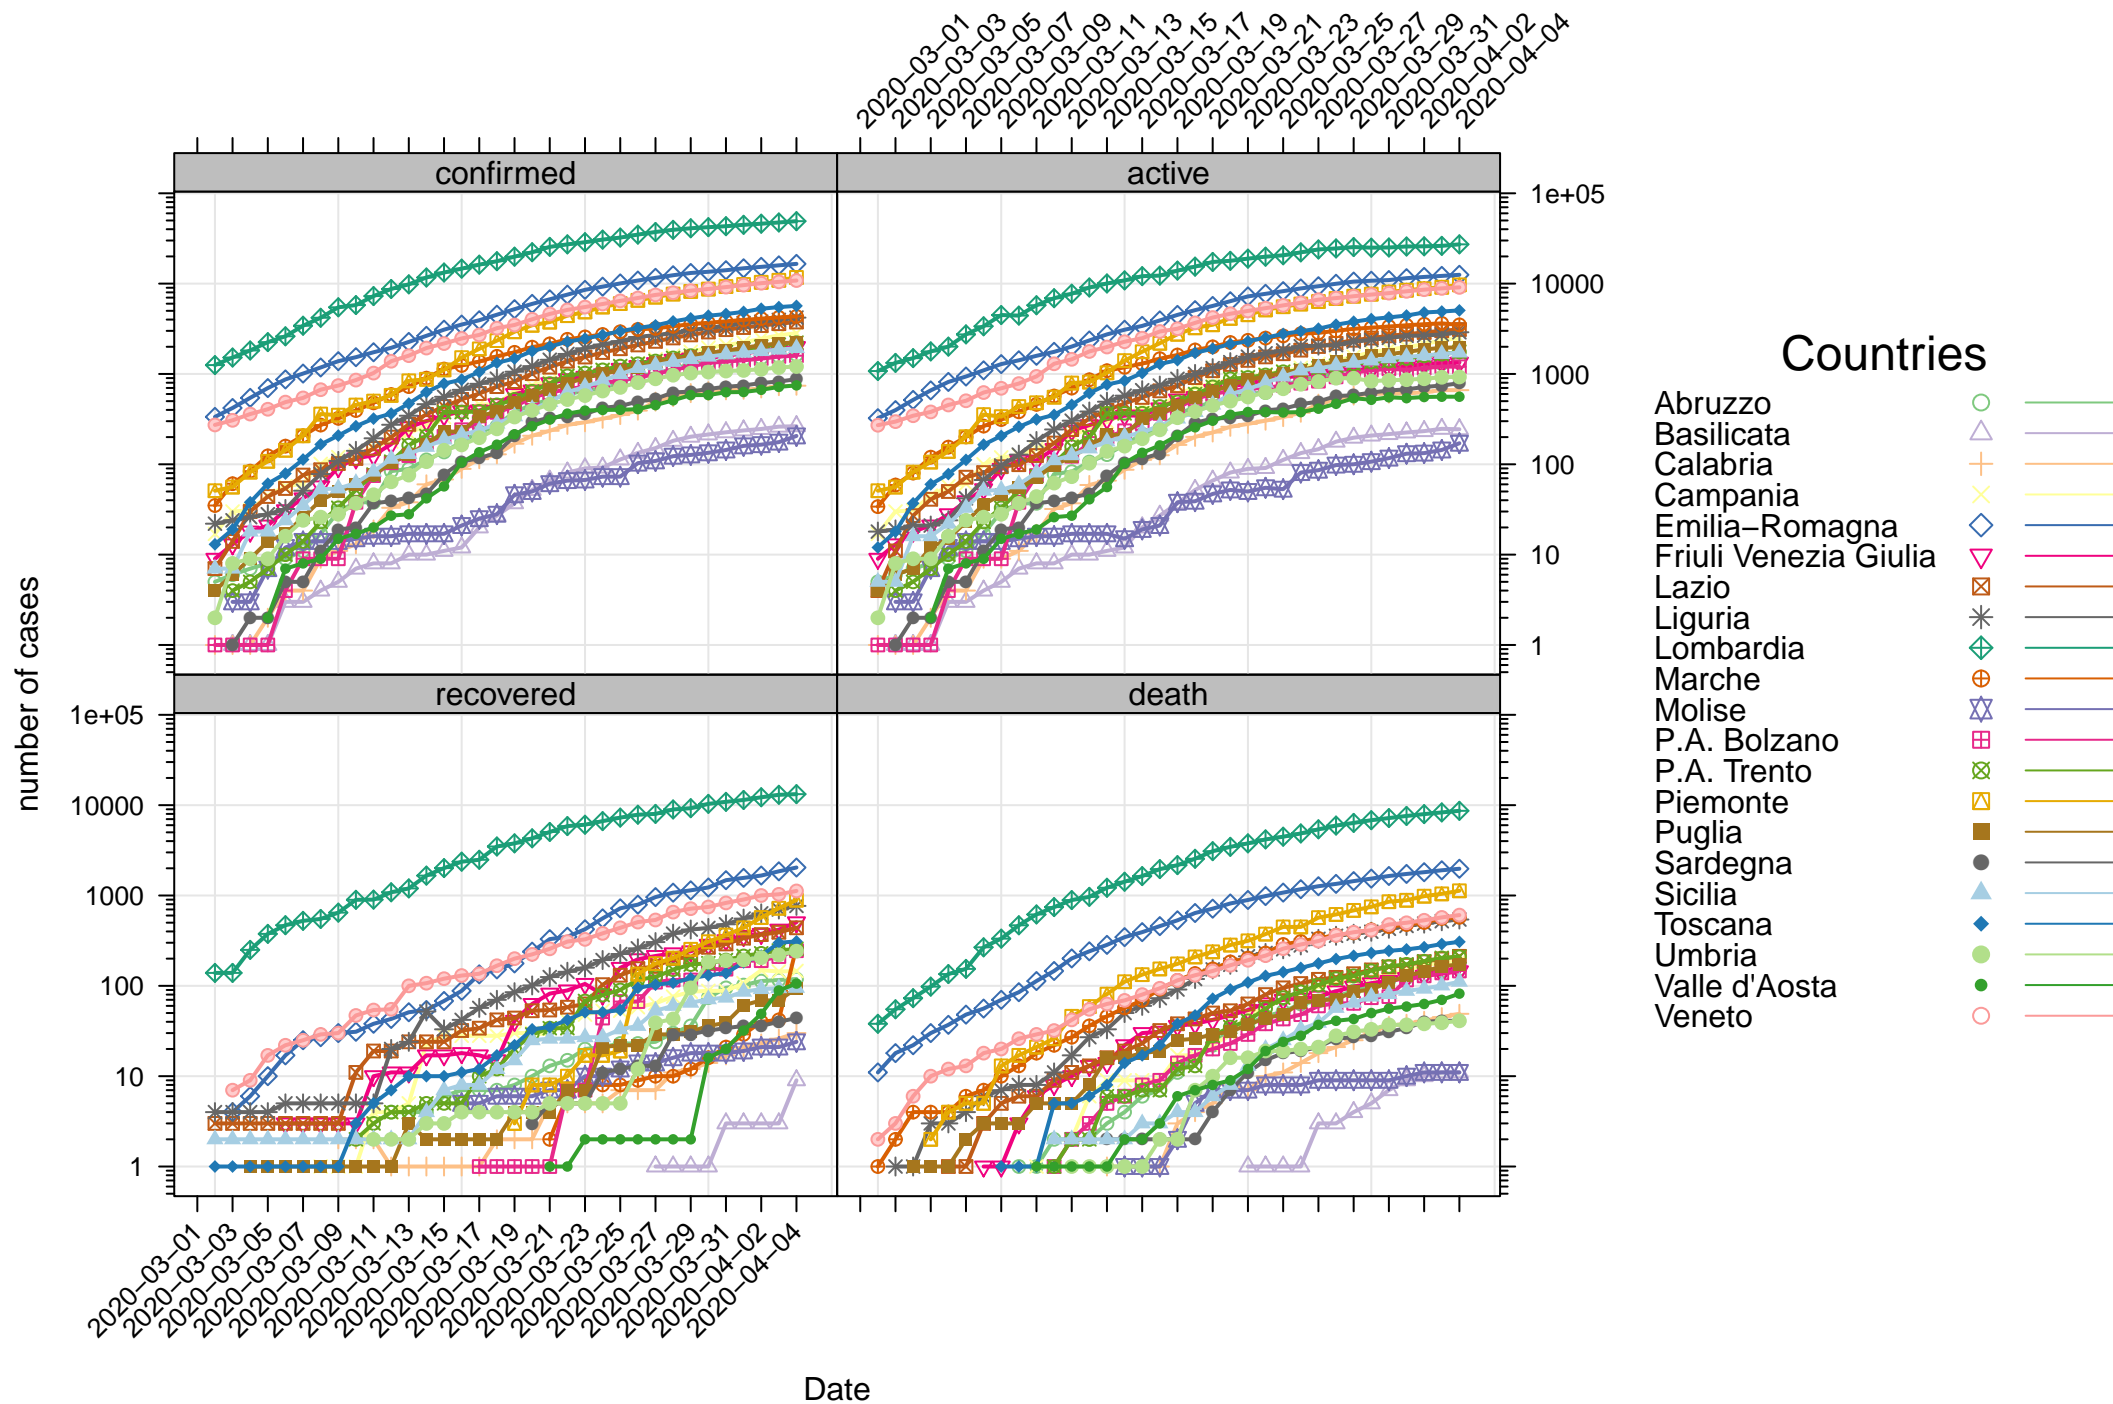 2020−03−01
2020−03−03
2020−03−05
2020−03−07
2020−03−09
2020−03−11
2020−03−13
2020−03−15
2020−03−17
2020−03−19
2020−03−21
2020−03−23
2020−03−25
2020−03−27
2020−03−29
2020−03−31
2020−04−02
2020−04−04
confirmed
active
1e+05
10000
1000
100
10
1
recovered
death
1e+05
10000
1000
100
10
1
number of cases
2020−03−01
2020−03−03
2020−03−05
2020−03−07
2020−03−09
2020−03−11
2020−03−13
2020−03−15
2020−03−17
2020−03−19
2020−03−21
2020−03−23
2020−03−25
2020−03−27
2020−03−29
2020−03−31
2020−04−02
2020−04−04
Date
Countries
Abruzzo
Basilicata
Calabria
Campania
Emilia−Romagna
Friuli Venezia Giulia
Lazio
Liguria
Lombardia
Marche
Molise
P.A. Bolzano
P.A. Trento
Piemonte
Puglia
Sardegna
Sicilia
Toscana
Umbria
Valle d'Aosta
Veneto